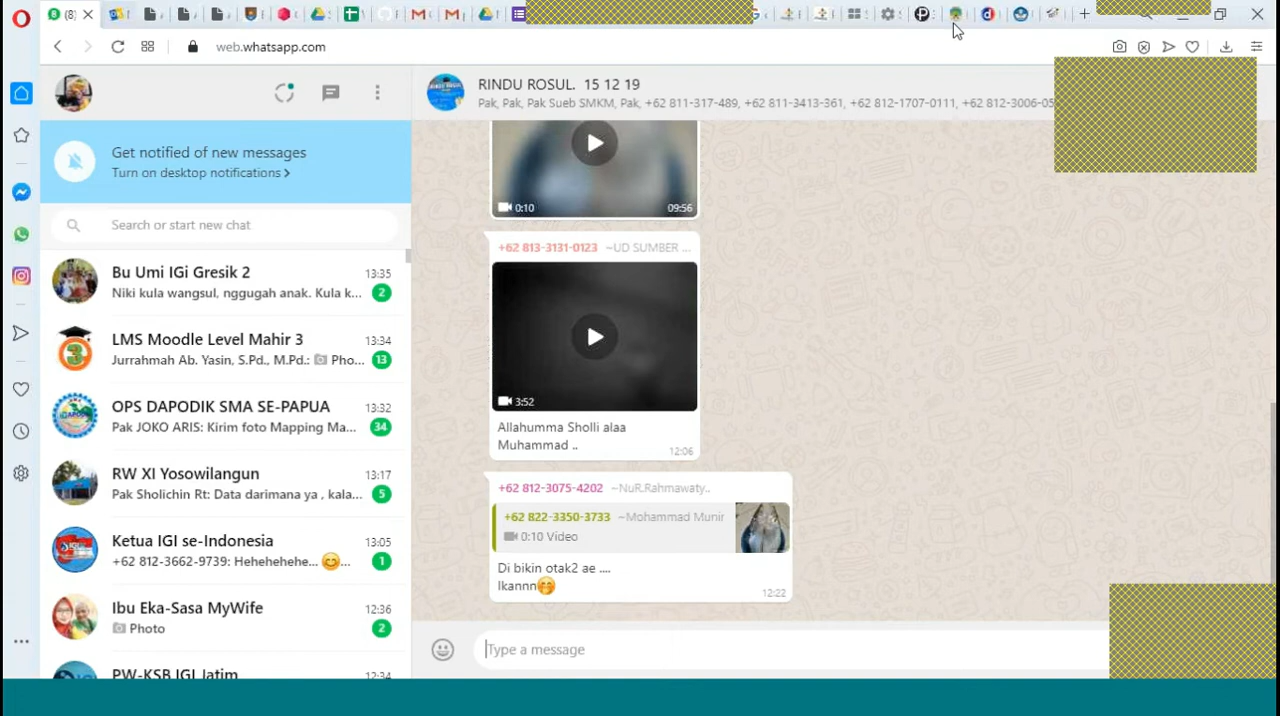 (8)
web.whatsapp.com
RINDU ROSUL. 15 12 19
Pak, Pak, Pak Sueb SMKM, Pak, +62 811-317-489, +62 811-3413-361, +62 812-1707-0111, +62 812-3006-05
Get notified of new messages
Turn on desktop notifications >
Search or start new chat
Bu Umi IGi Gresik 2 13:35
Niki kula wangsul, nggugah anak. Kula k... 2
LMS Moodle Level Mahir 3 13:34
Jurrahmah Ab. Yasin, S.Pd., M.Pd.: Pho... 13
OPS DAPODIK SMA SE-PAPUA 13:32
Pak JOKO ARIS: Kirim foto Mapping Ma... 34
RW XI Yosowilangun 13:17
Pak Sholichin Rt: Data darimana ya , kala... 5
Ketua IGI se-Indonesia 13:05
+62 812-3662-9739: Hehehehehe... 😊... 1
Ibu Eka-Sasa MyWife 12:36
Photo 2
PW-KSB IGI Jatim 12:34
0:10 09:56
+62 813-3131-0123 ~UD SUMBER ...
3:52
Allahumma Sholli alaa
Muhammad ..
12:06
+62 812-3075-4202 ~NuR.Rahmawaty..
+62 822-3350-3733 ~Mohammad Munir
0:10 Video
Di bikin otak2 ae ....
Ikannn🤭
12:22
Type a message